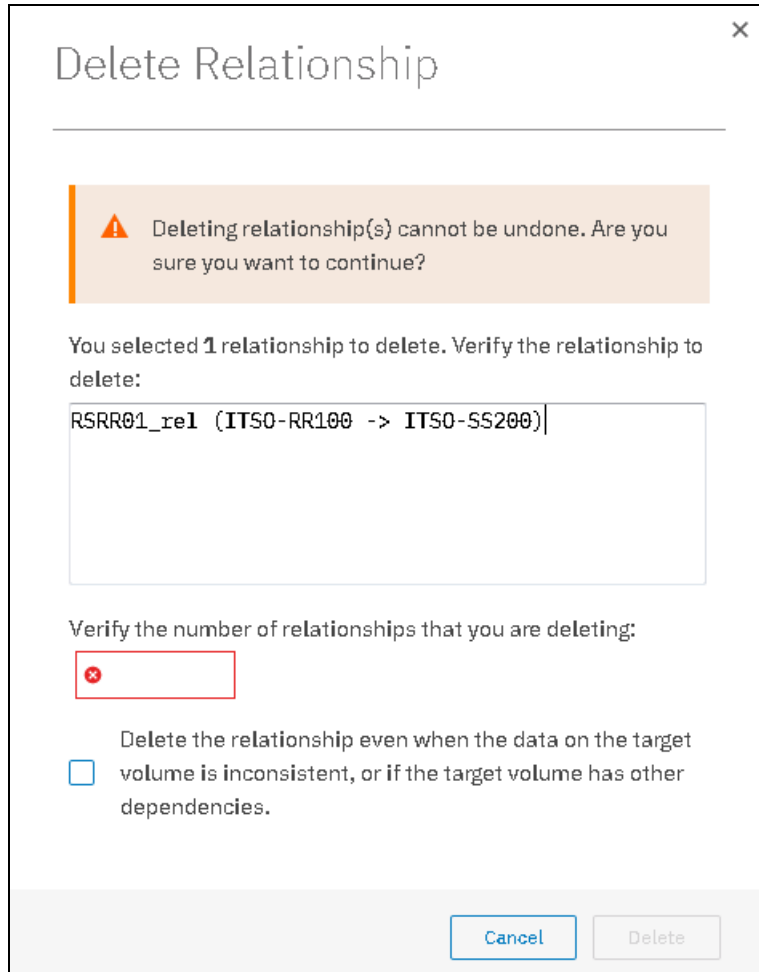 Delete Relationship
Deleting relationship(s) cannot be undone. Are you
sure you want to continue?
You selected 1 relationship to delete. Verify the relationship to
delete:
RSRR01_rel (ITSO-RR100 -> ITSO-SS200)
Verify the number of relationships that you are deleting:
Delete the relationship even when the data on the target
volume is inconsistent, or if the target volume has other
dependencies.
Cancel Delete